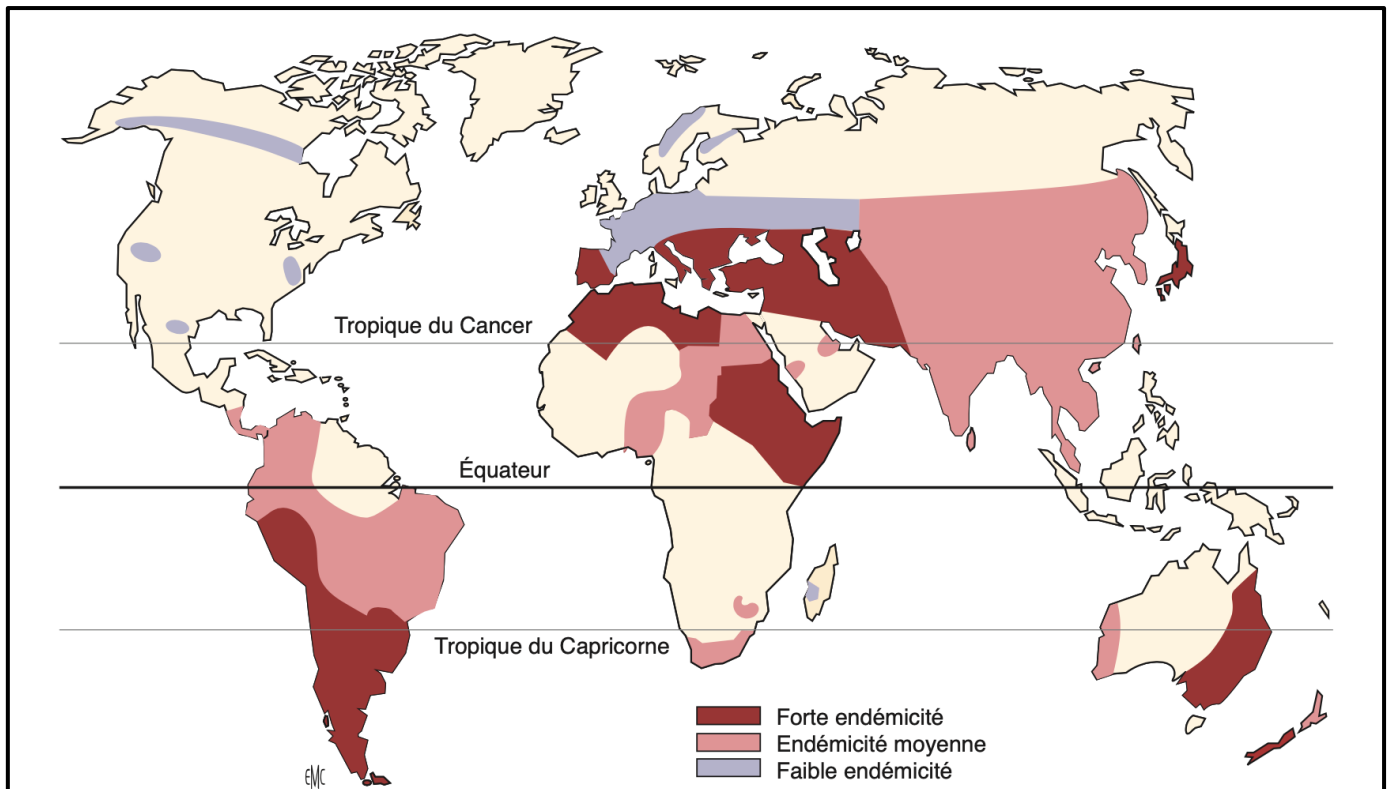 Tropique du Cancer
Équateur
Tropique du Capricorne
Forte endémicité
Endémicité moyenne
Faible endémicité
EMC